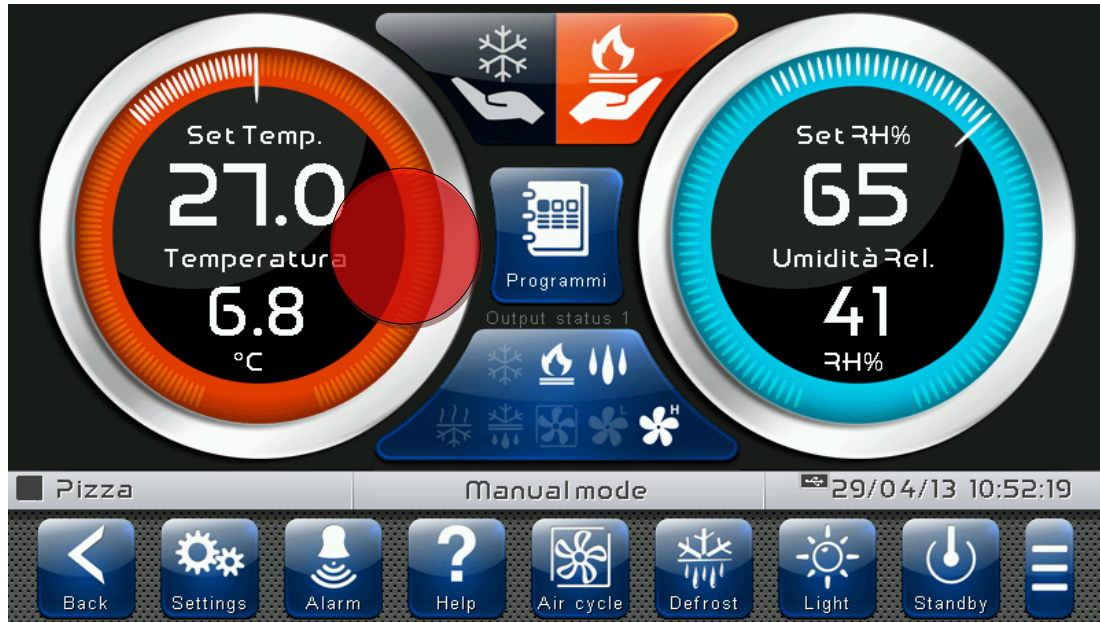 Set Temp.
27.0
Temperatura
6.8
°C
Programmi
Output status 1
L
H
Set RH%
65
Umidità Rel.
41
RH%
Pizza
Manual mode
29/04/13 10:52:19
Back
Settings
Alarm
?
Help
Air cycle
Defrost
Light
Standby